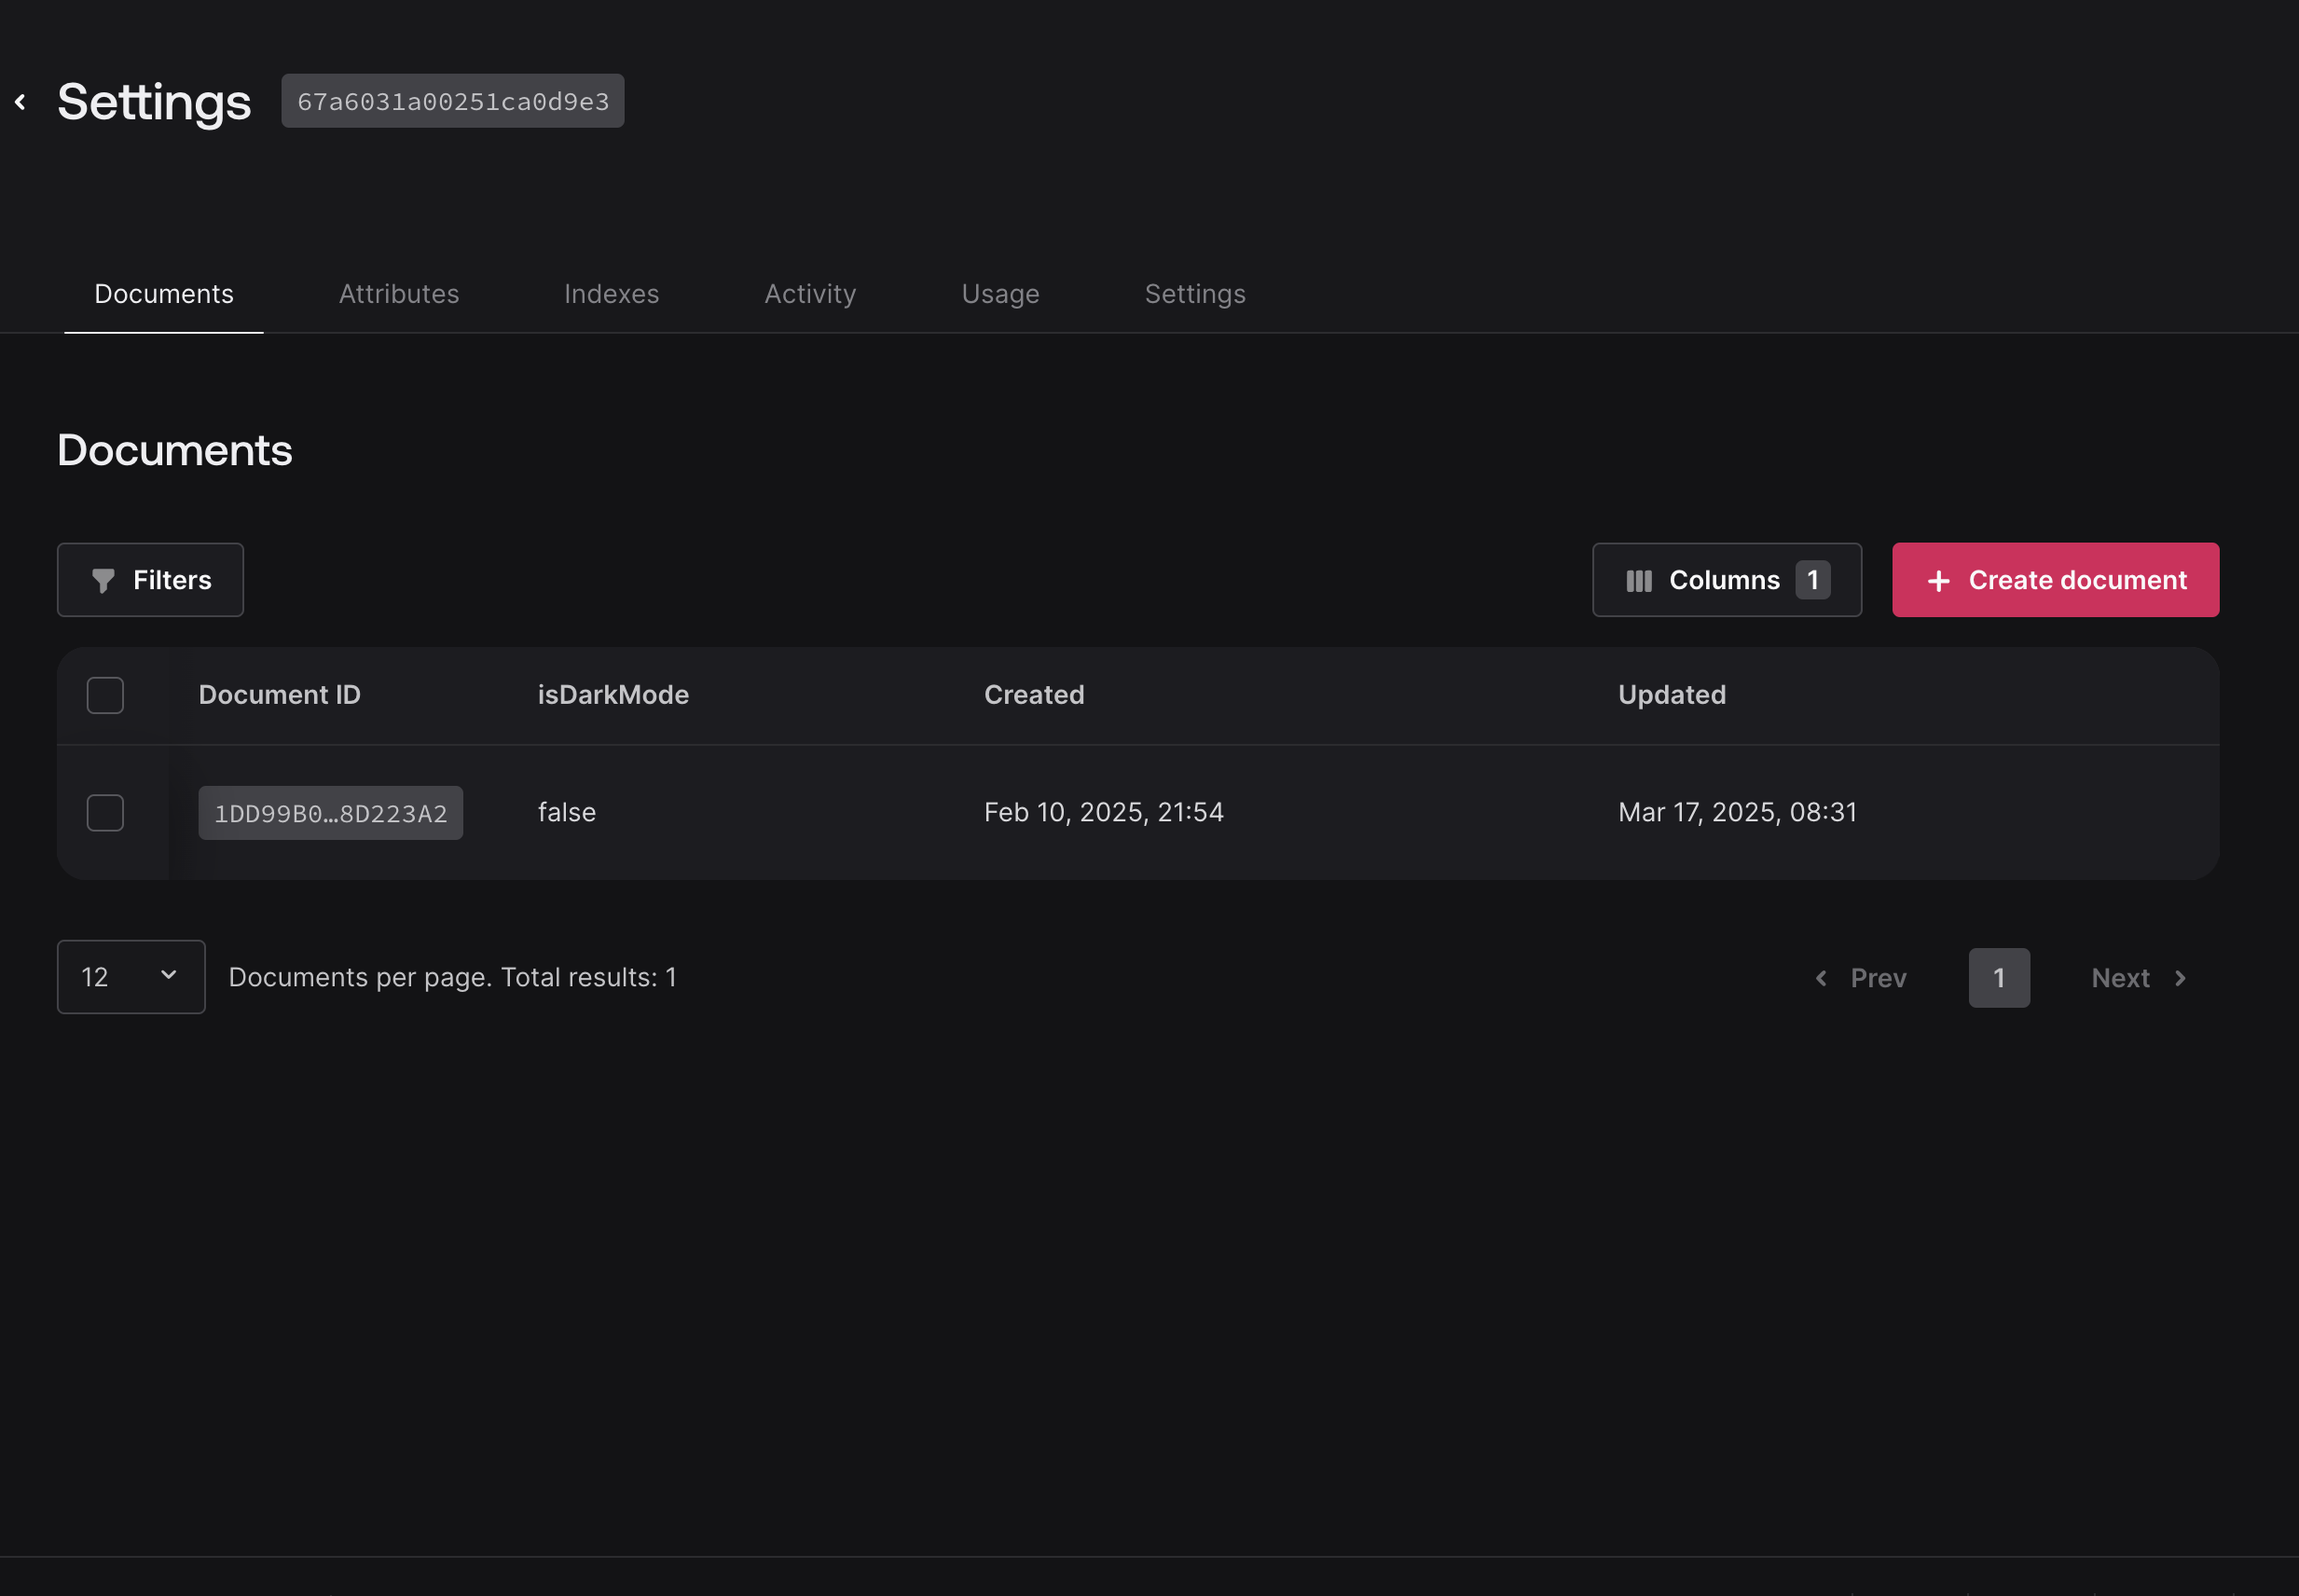 Settings 67a6031a00251ca0d9e3
Documents Attributes Indexes Activity Usage Settings
Documents
Filters Columns 1 Create document
Document ID isDarkMode Created Updated
1DD99B0…8D223A2 false Feb 10, 2025, 21:54 Mar 17, 2025, 08:31
12 Documents per page. Total results: 1 Prev 1 Next